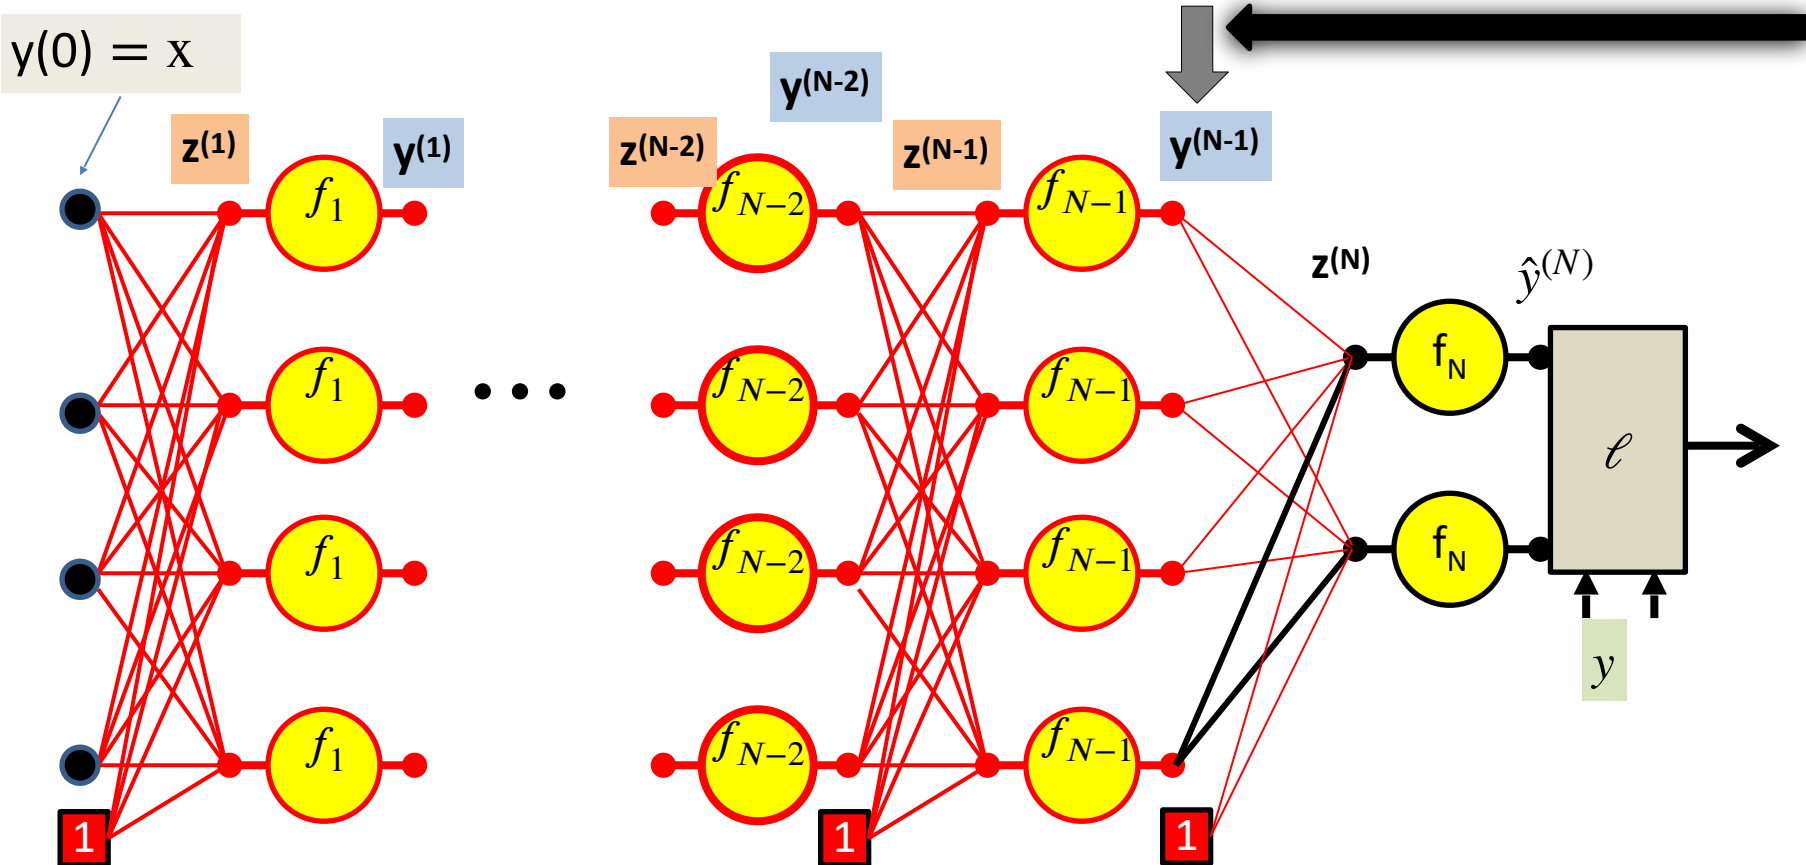 y(0) = x
z(1)
y(1)
z(N-2)
y(N-2)
z(N-1)
y(N-1)
z(N)
ŷ(N)
f1
fN−2
fN−1
fN
f1
fN−2
fN−1
...
ℓ
f1
fN−2
fN−1
fN
y
f1
fN−2
fN−1
1
1
1